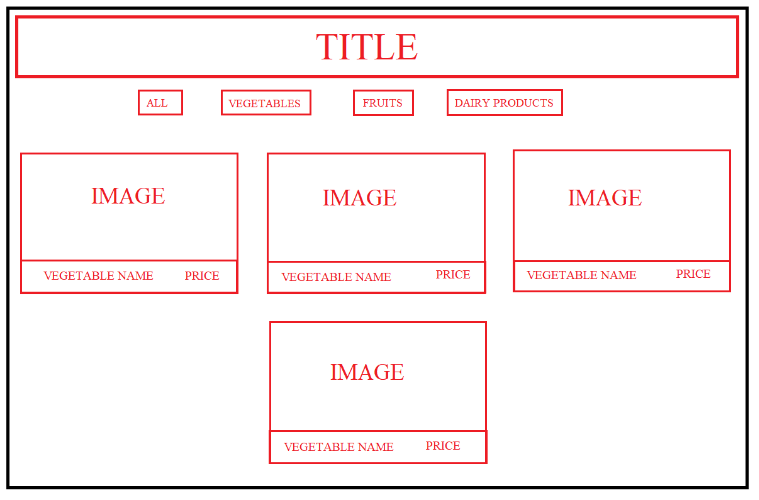 TITLE
ALL VEGETABLES FRUITS DAIRY PRODUCTS
IMAGE IMAGE IMAGE
VEGETABLE NAME PRICE VEGETABLE NAME PRICE VEGETABLE NAME PRICE
IMAGE
VEGETABLE NAME PRICE